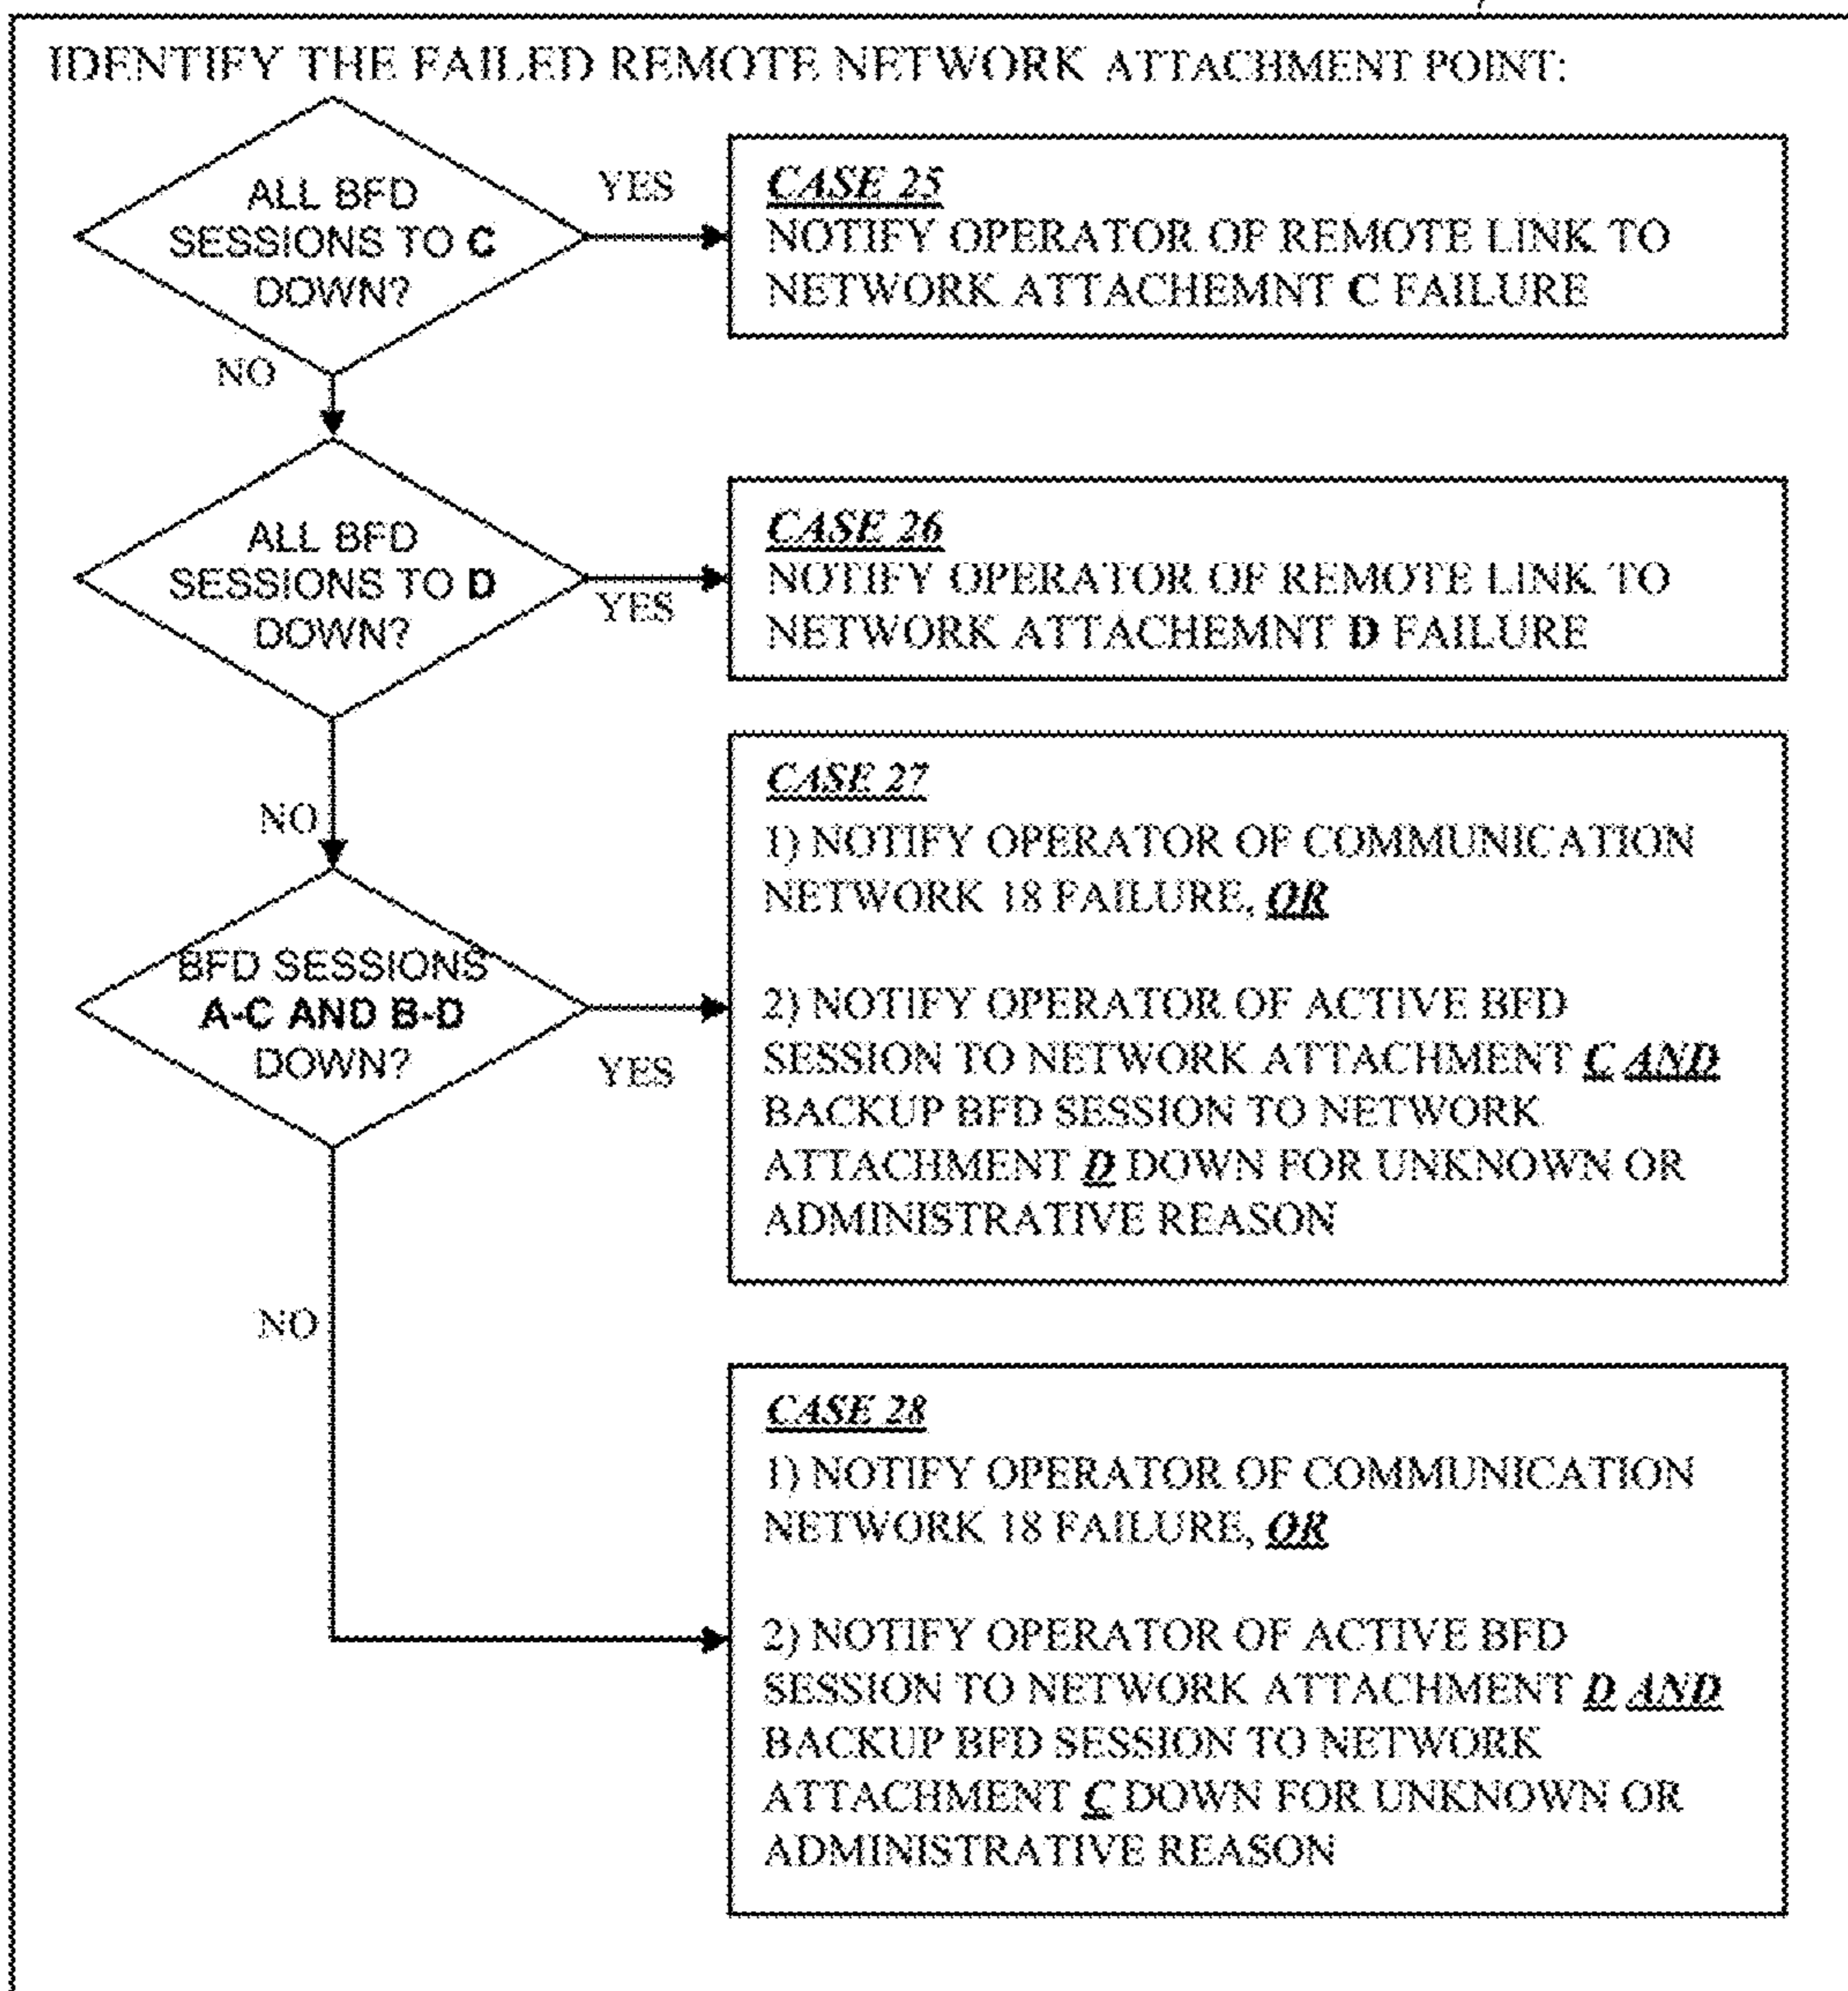 IDENTIFY THE FAILED REMOTE NETWORK ATTACHMENT POINT:
ALL BFD
SESSIONS TO C
DOWN?
YES
CASE 25
NOTIFY OPERATOR OF REMOTE LINK TO
NETWORK ATTACHEMNT C FAILURE
NO
ALL BFD
SESSIONS TO D
DOWN?
YES
CASE 26
NOTIFY OPERATOR OF REMOTE LINK TO
NETWORK ATTACHEMNT D FAILURE
NO
BFD SESSIONS
A-C AND B-D
DOWN?
YES
CASE 27
1) NOTIFY OPERATOR OF COMMUNICATION
NETWORK 18 FAILURE, OR
2) NOTIFY OPERATOR OF ACTIVE BFD
SESSION TO NETWORK ATTACHMENT C AND
BACKUP BFD SESSION TO NETWORK
ATTACHMENT D DOWN FOR UNKNOWN OR
ADMINISTRATIVE REASON
NO
CASE 28
1) NOTIFY OPERATOR OF COMMUNICATION
NETWORK 18 FAILURE, OR
2) NOTIFY OPERATOR OF ACTIVE BFD
SESSION TO NETWORK ATTACHMENT D AND
BACKUP BFD SESSION TO NETWORK
ATTACHMENT C DOWN FOR UNKNOWN OR
ADMINISTRATIVE REASON